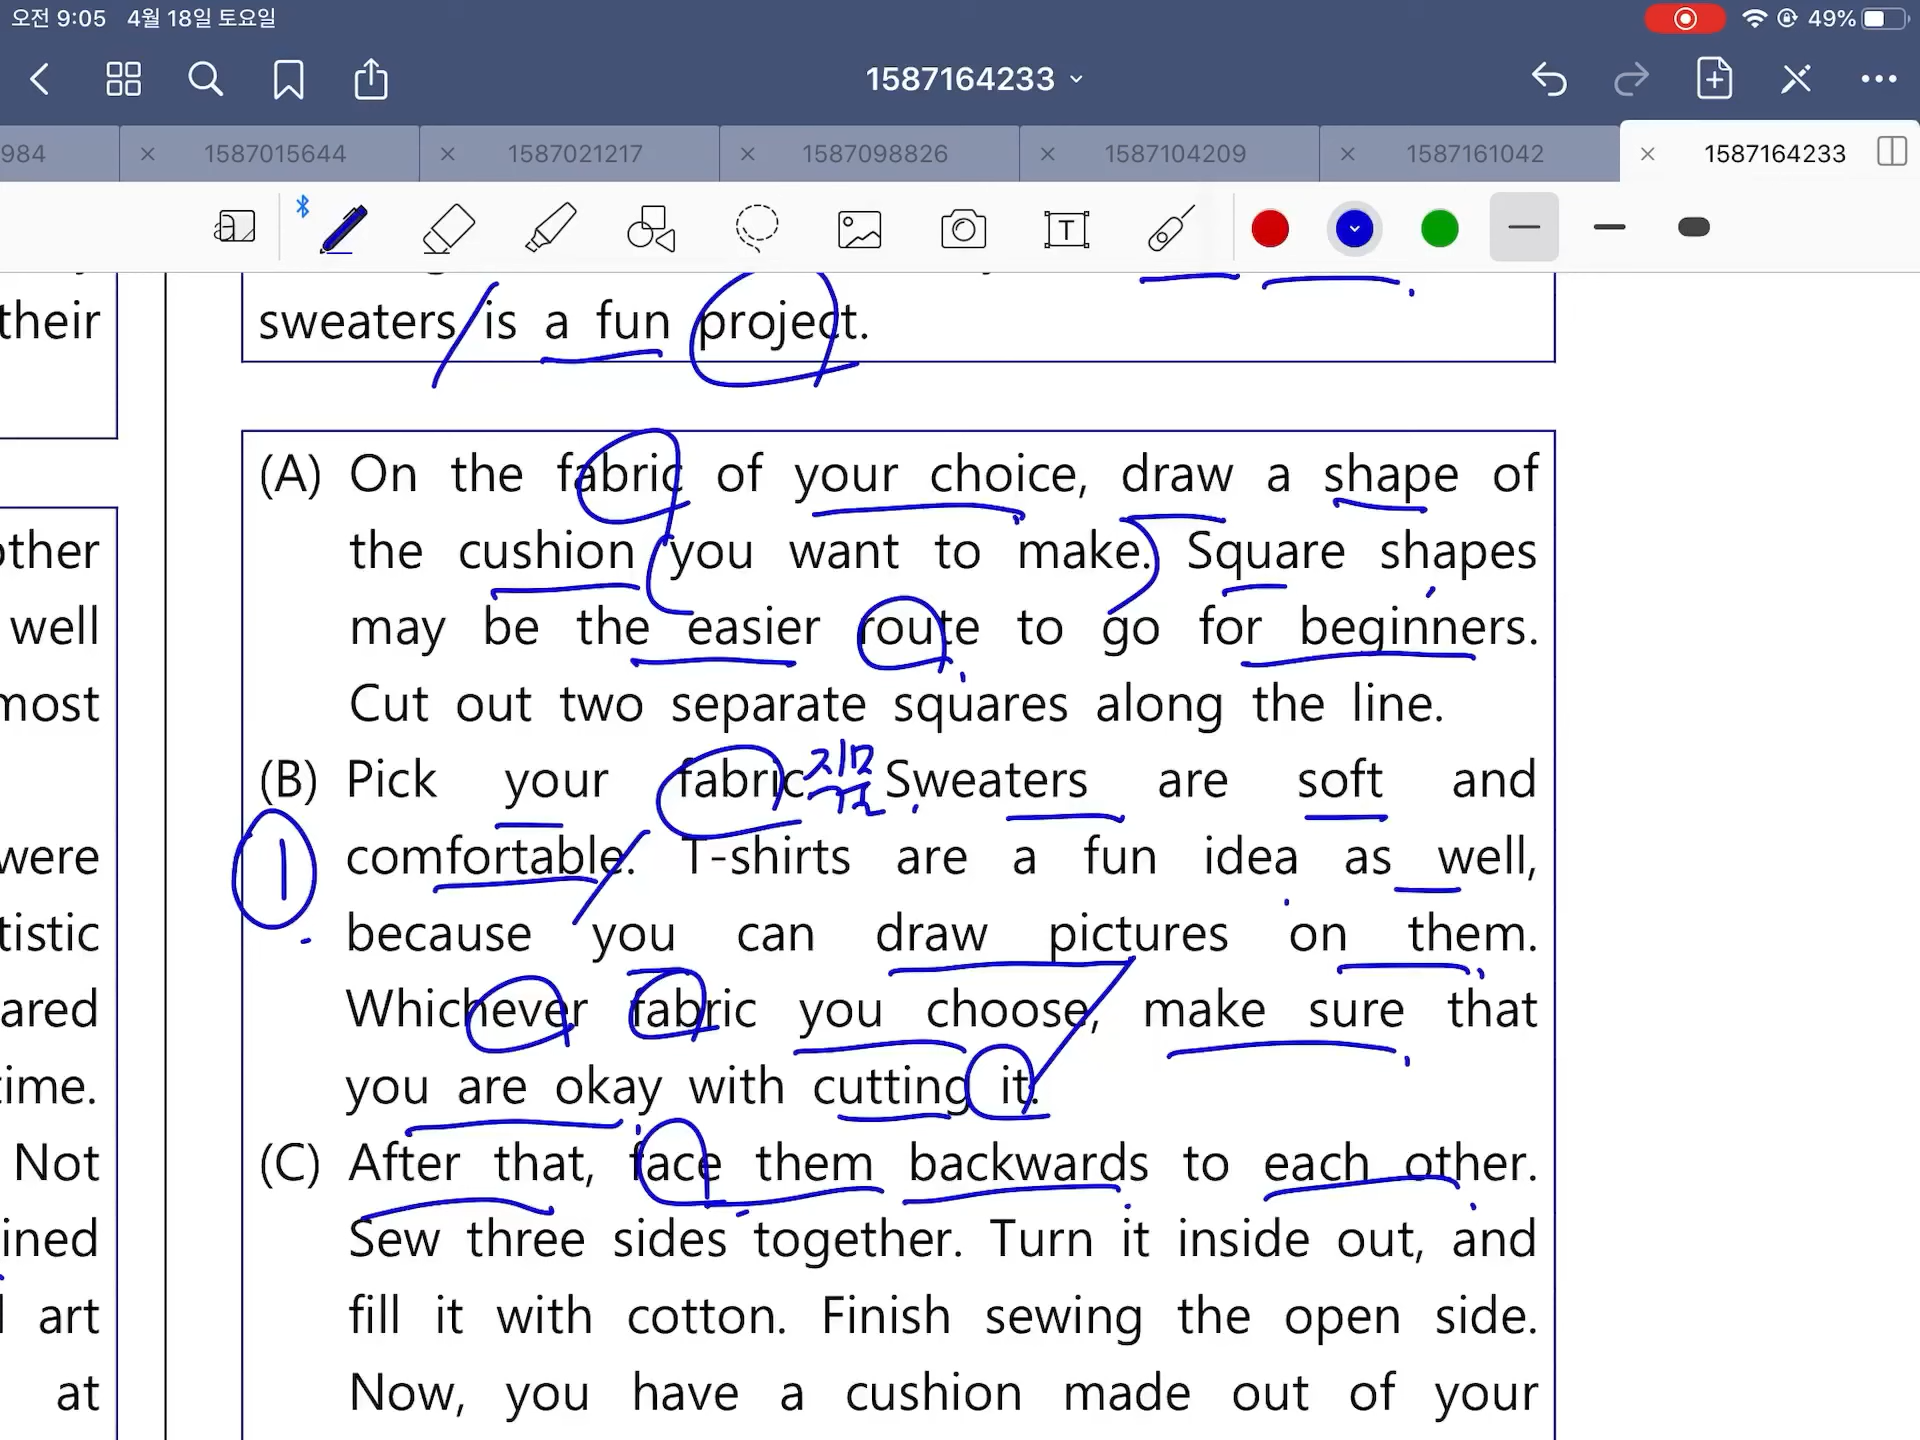 오전 9:05 4월 18일 토요일
49%
1587164233
984
1587015644
1587021217
1587098826
1587104209
1587161042
1587164233
their
other
well
most
were
tistic
ared
time.
Not
ined
art
at
sweaters is a fun project.
(A) On the fabric of your choice, draw a shape of
the cushion you want to make. Square shapes
may be the easier route to go for beginners.
Cut out two separate squares along the line.
(B) Pick your fabric. Sweaters are soft and
1
comfortable. T-shirts are a fun idea as well,
because you can draw pictures on them.
Whichever fabric you choose, make sure that
you are okay with cutting it.
(C) After that, face them backwards to each other.
Sew three sides together. Turn it inside out, and
fill it with cotton. Finish sewing the open side.
Now, you have a cushion made out of your